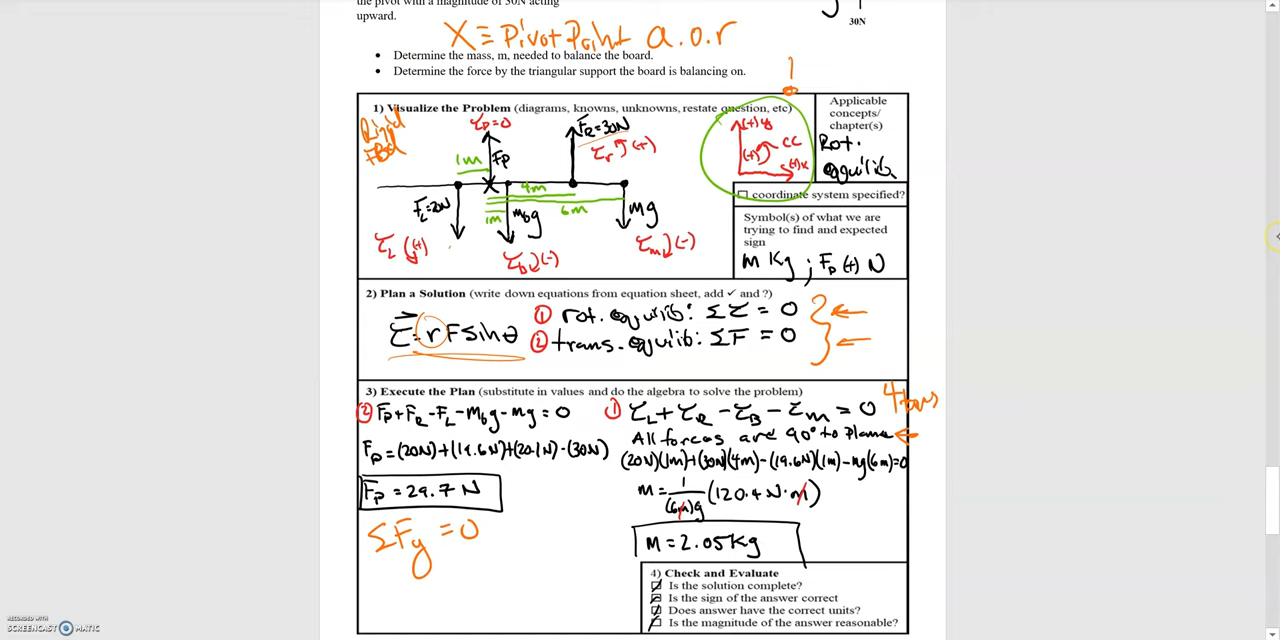 the pivot with a magnitude of 30N acting
upward.
30N
X ≡ Pivot Point a.o.r
• Determine the mass, m, needed to balance the board.
• Determine the force by the triangular support the board is balancing on.
!
1) Visualize the Problem (diagrams, knowns, unknowns, restate question, etc)
Rigid
FBD
τp=0
FR=30N
τr (+)
1m
Fp
4m
X
FL=20N
1m
mbg
6m
mg
τL (+)
τb (-)
τm (-)
(+)y
(+)
CC
(+)x
Applicable
concepts/
chapter(s)
Rot.
equilib
☐ coordinate system specified?
Symbol(s) of what we are
trying to find and expected
sign
m Kg ; Fp (+) N
2) Plan a Solution (write down equations from equation sheet, add ✓ and ?)
τ = r F sin θ
① rot. equilib: Στ = 0
② trans. equilib: ΣF = 0
3) Execute the Plan (substitute in values and do the algebra to solve the problem)
② Fp + FR - FL - mbg - mg = 0
Fp = (20N) + (19.6N) + (20.1N) - (30N)
Fp = 29.7 N
ΣFy = 0
① τL + τR - τB - τm = 0
All forces are 90° to plane
(20N)(1m)+(30N)(4m)-(19.6N)(1m)-mg(6m)=0
m = 1/(6m)g (120.4 N·m)
m = 2.05 kg
4) Check and Evaluate
Is the solution complete?
Is the sign of the answer correct
Does answer have the correct units?
Is the magnitude of the answer reasonable?
RECORDED WITH
SCREENCAST MATIC